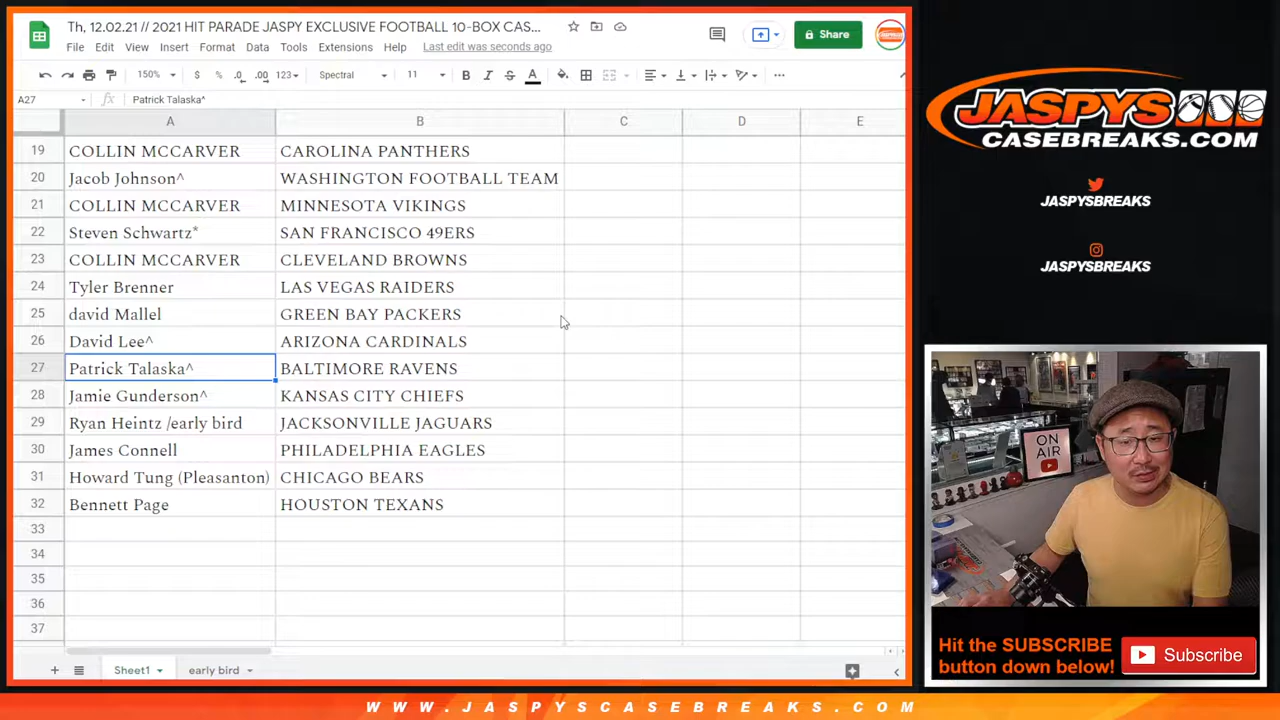 Th, 12.02.21 // 2021 HIT PARADE JASPY EXCLUSIVE FOOTBALL 10-BOX CAS...
File Edit View Insert Format Data Tools Extensions Help Last edit was seconds ago
Share
150% $ % .0 .00 123 Spectral 11 B I S A
A27 fx Patrick Talaska^
A B C D E
19 COLLIN MCCARVER CAROLINA PANTHERS
20 Jacob Johnson^ WASHINGTON FOOTBALL TEAM
21 COLLIN MCCARVER MINNESOTA VIKINGS
22 Steven Schwartz* SAN FRANCISCO 49ERS
23 COLLIN MCCARVER CLEVELAND BROWNS
24 Tyler Brenner LAS VEGAS RAIDERS
25 david Mallel GREEN BAY PACKERS
26 David Lee^ ARIZONA CARDINALS
27 Patrick Talaska^ BALTIMORE RAVENS
28 Jamie Gunderson^ KANSAS CITY CHIEFS
29 Ryan Heintz /early bird JACKSONVILLE JAGUARS
30 James Connell PHILADELPHIA EAGLES
31 Howard Tung (Pleasanton) CHICAGO BEARS
32 Bennett Page HOUSTON TEXANS
33
34
35
36
37
Sheet1 early bird
JASPYS
CASEBREAKS.COM
JASPYSBREAKS
JASPYSBREAKS
ON
AIR
Hit the SUBSCRIBE
button down below!
Subscribe
WWW.JASPYSCASEBREAKS.COM